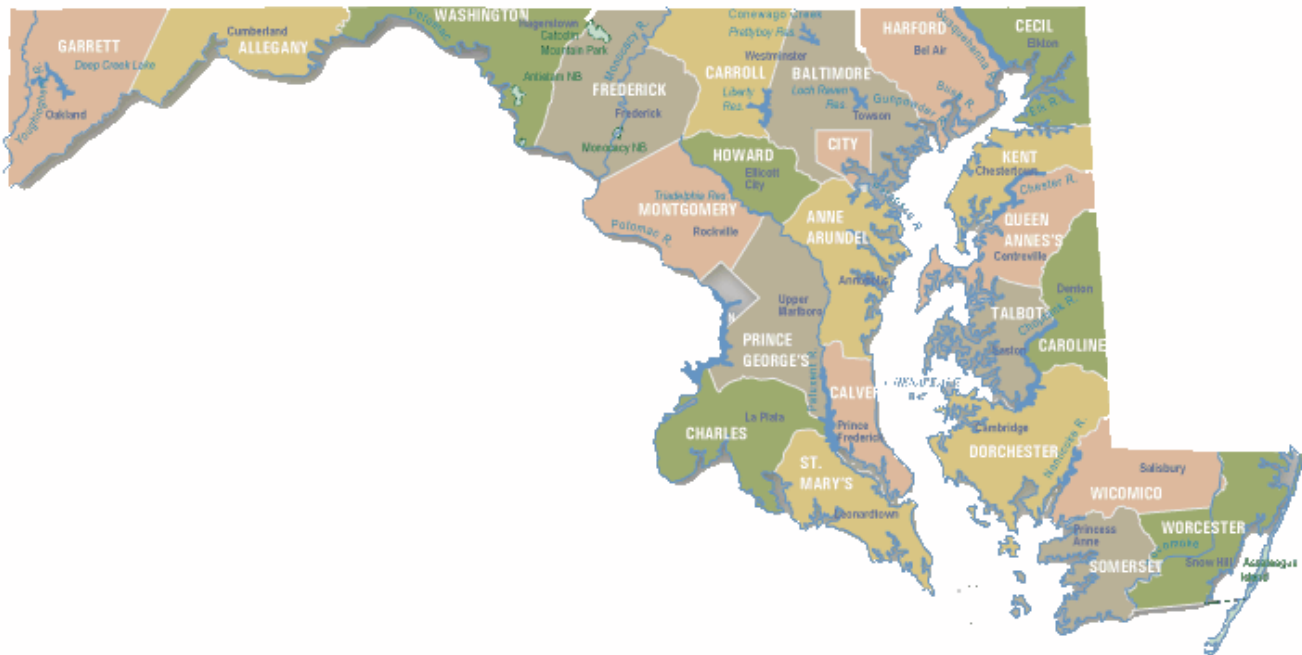 GARRETT
Deep Creek Lake
Youghiogheny R.
Oakland
Cumberland
ALLEGANY
WASHINGTON
Hagerstown
Potomac
Catoctin
Mountain Park
Antietam NB
Monocacy R.
FREDERICK
Frederick
Monocacy NB
Conewago Creek
Prettyboy Res.
Westminster
CARROLL
Liberty
Res.
BALTIMORE
Loch Raven
Res.
Gunpowder
Towson
HARFORD
Bel Air
Susquehanna R.
Bush R.
CECIL
Elkton
Elk R.
CITY
HOWARD
Ellicott
City
Triadelphia Res
MONTGOMERY
Potomac R.
Rockville
ANNE
ARUNDEL
Annapolis
KENT
Chestertown
Chester R.
QUEEN
ANNES'S
Centreville
Denton
TALBOT
Choptank R.
Easton
CAROLINE
Upper
Marlboro
N
PRINCE
GEORGE'S
Patuxent R.
CALVER
Prince
Frederick
CHESAPEAKE
BAY
La Plata
CHARLES
ST.
MARY'S
Leonardtown
Cambridge
DORCHESTER
Nanticoke R.
Salisbury
WICOMICO
Princess
Anne
SOMERSET
WORCESTER
Snow Hill
Assateague
Island